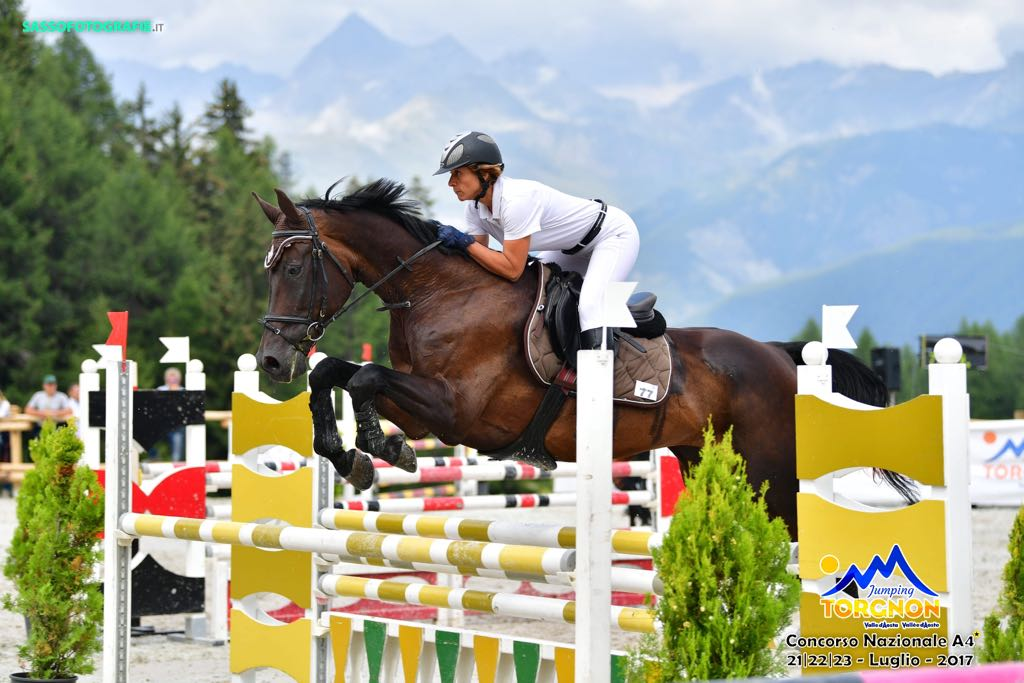 SASSOFOTOGRAFIE.IT
77
Jumping
TORGNON
Valle d'Aosta Vallée d'Aoste
Concorso Nazionale A4*
21|22|23 - Luglio - 2017